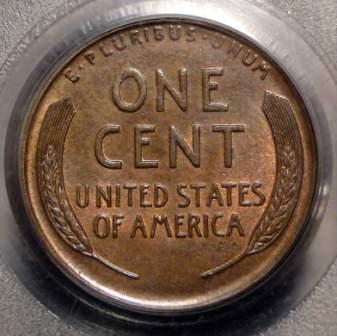 E·PLURIBUS·UNUM
ONE
CENT
UNITED STATES
OF AMERICA